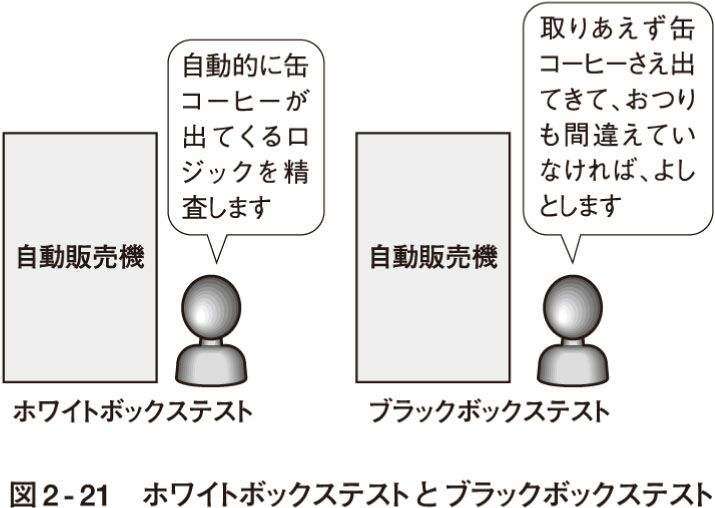 自動的に缶
コーヒーが
出てくるロ
ジックを精
査します
自動販売機
ホワイトボックステスト
取りあえず缶
コーヒーさえ出
てきて、おつり
も間違えてい
なければ、よし
とします
自動販売機
ブラックボックステスト
図2-21　ホワイトボックステストとブラックボックステスト